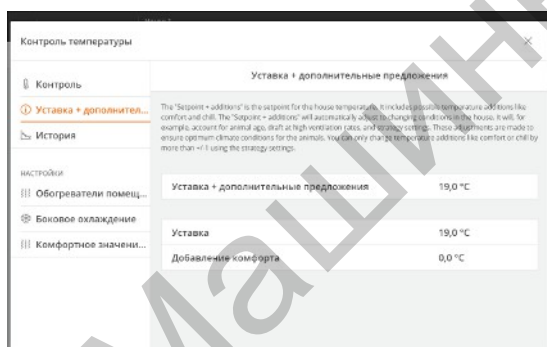 Контроль температуры
Контроль
Уставка + дополнител...
История
НАСТРОЙКИ
Обогреватели помещ...
Боковое охлаждение
Комфортное значени...
Уставка + дополнительные предложения
The "Setpoint + additions" is the setpoint for the house temperature. It includes possible temperature additions like
comfort and chill. The "Setpoint + additions" will automatically adjust to changing conditions in the house. It will, for
example, account for animal age, draft at high ventilation rates, and strategy settings. These adjustments are made to
ensure optimum climate conditions for the animals. You can only change temperature additions like comfort or chill by
more than +/-1 using the strategy settings.
Уставка + дополнительные предложения 19,0 °C
Уставка 19,0 °C
Добавление комфорта 0,0 °C